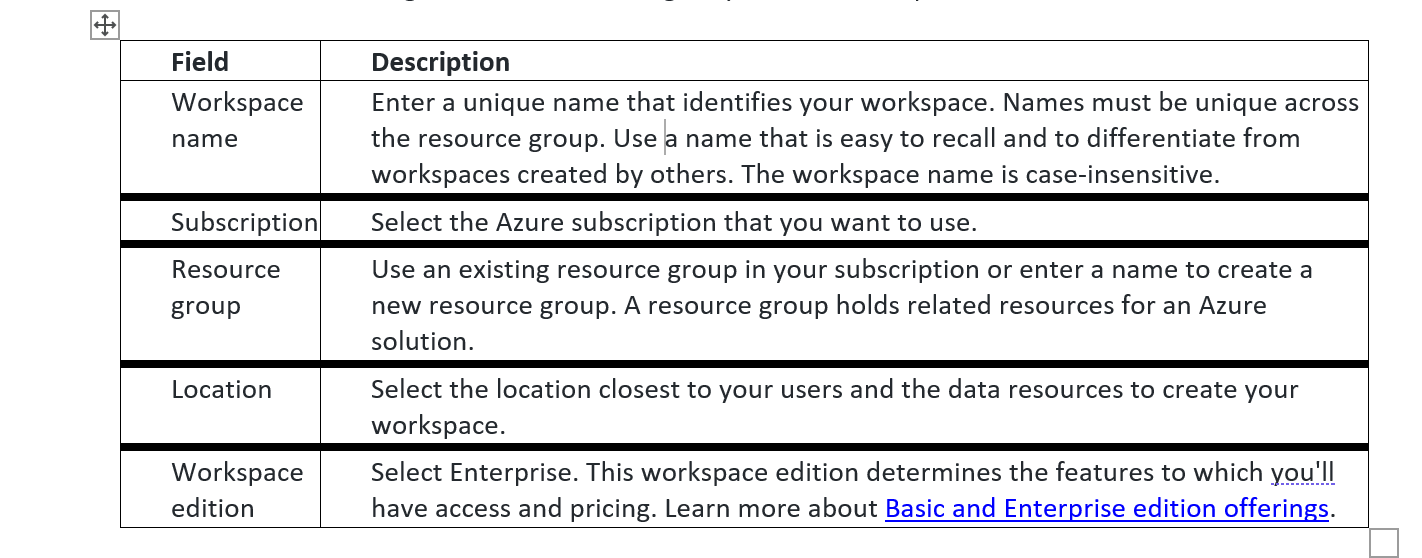 Field Description
Workspace Enter a unique name that identifies your workspace. Names must be unique across
name the resource group. Use a name that is easy to recall and to differentiate from
workspaces created by others. The workspace name is case-insensitive.
Subscription Select the Azure subscription that you want to use.
Resource Use an existing resource group in your subscription or enter a name to create a
group new resource group. A resource group holds related resources for an Azure
solution.
Location Select the location closest to your users and the data resources to create your
workspace.
Workspace Select Enterprise. This workspace edition determines the features to which you'll
edition have access and pricing. Learn more about Basic and Enterprise edition offerings.